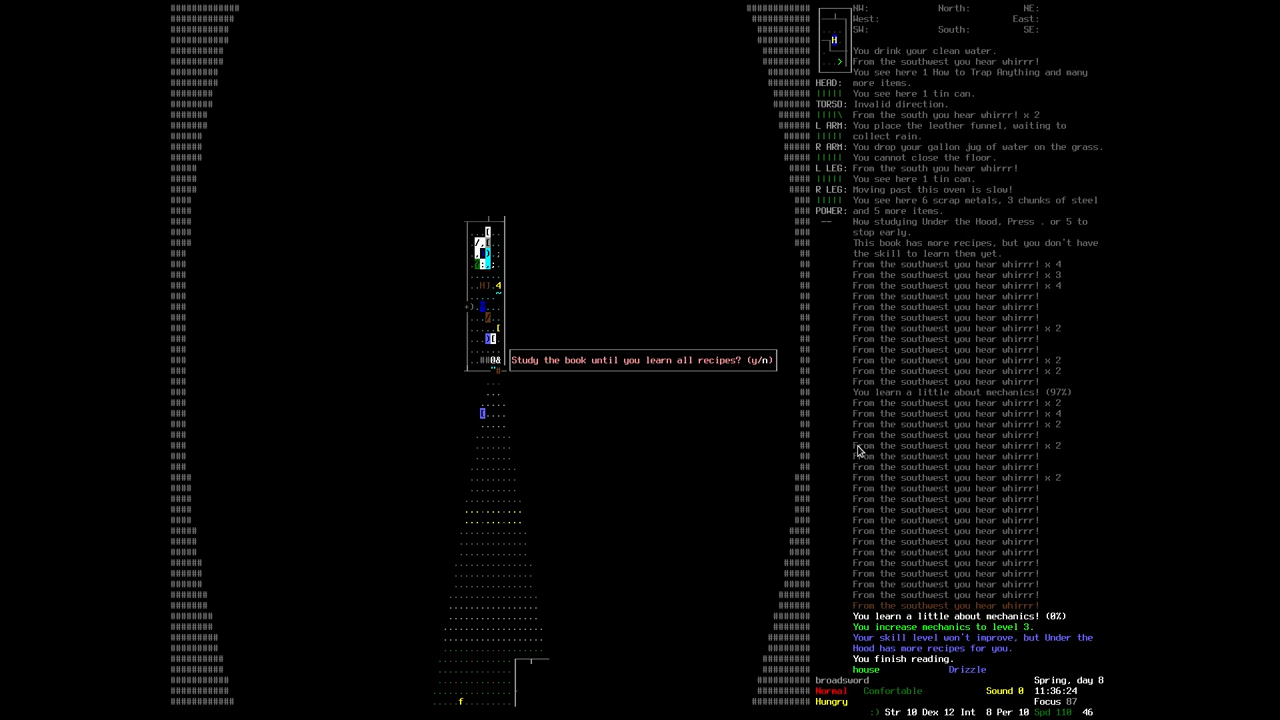 NW: North: NE:
West: East:
SW: South: SE:
You drink your clean water.
From the southwest you hear whirrr!
You see here 1 How to Trap Anything and many
HEAD: more items.
You see here 1 tin can.
TORSO: Invalid direction.
From the south you hear whirrr! x 2
L ARM: You place the leather funnel, waiting to
collect rain.
R ARM: You drop your gallon jug of water on the grass.
You cannot close the floor.
L LEG: From the south you hear whirrr!
You see here 1 tin can.
R LEG: Moving past this oven is slow!
You see here 6 scrap metals, 3 chunks of steel
POWER: and 5 more items.
-- Now studying Under the Hood, Press . or 5 to
stop early.
This book has more recipes, but you don't have
the skill to learn them yet.
From the southwest you hear whirrr! x 4
From the southwest you hear whirrr! x 3
From the southwest you hear whirrr! x 4
From the southwest you hear whirrr!
From the southwest you hear whirrr!
From the southwest you hear whirrr!
From the southwest you hear whirrr! x 2
From the southwest you hear whirrr!
From the southwest you hear whirrr!
Study the book until you learn all recipes? (y/n)
From the southwest you hear whirrr! x 2
From the southwest you hear whirrr! x 2
From the southwest you hear whirrr!
You learn a little about mechanics! (97%)
From the southwest you hear whirrr! x 2
From the southwest you hear whirrr! x 4
From the southwest you hear whirrr! x 2
From the southwest you hear whirrr!
From the southwest you hear whirrr! x 2
From the southwest you hear whirrr!
From the southwest you hear whirrr!
From the southwest you hear whirrr! x 2
From the southwest you hear whirrr!
From the southwest you hear whirrr!
From the southwest you hear whirrr!
From the southwest you hear whirrr!
From the southwest you hear whirrr!
From the southwest you hear whirrr!
From the southwest you hear whirrr!
From the southwest you hear whirrr!
From the southwest you hear whirrr!
From the southwest you hear whirrr!
From the southwest you hear whirrr!
From the southwest you hear whirrr!
You learn a little about mechanics! (0%)
You increase mechanics to level 3.
Your skill level won't improve, but Under the
Hood has more recipes for you.
You finish reading.
house Drizzle
broadsword Spring, day 8
Normal Comfortable Sound 0 11:36:24
Hungry Focus 87
:) Str 10 Dex 12 Int 8 Per 10 Spd 110 46